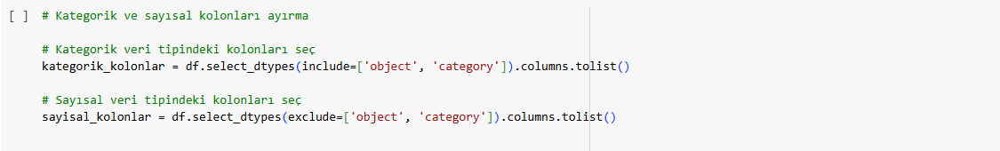 [ ] # Kategorik ve sayısal kolonları ayırma
# Kategorik veri tipindeki kolonları seç
kategorik_kolonlar = df.select_dtypes(include=['object', 'category']).columns.tolist()
# Sayısal veri tipindeki kolonları seç
sayisal_kolonlar = df.select_dtypes(exclude=['object', 'category']).columns.tolist()